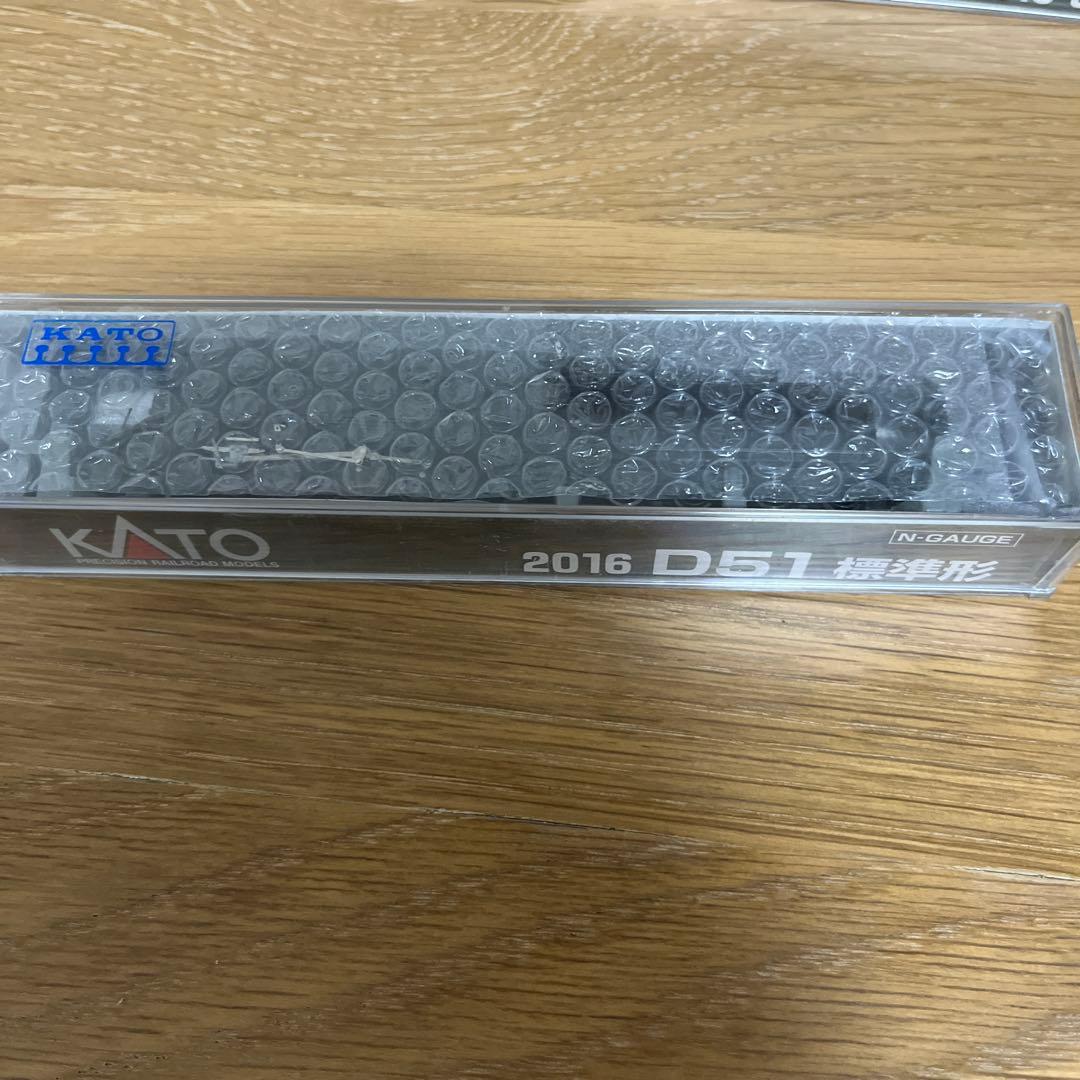 KATO
KATO
PRECISION RAILROAD MODELS
N-GAUGE
2016 D51 標準形